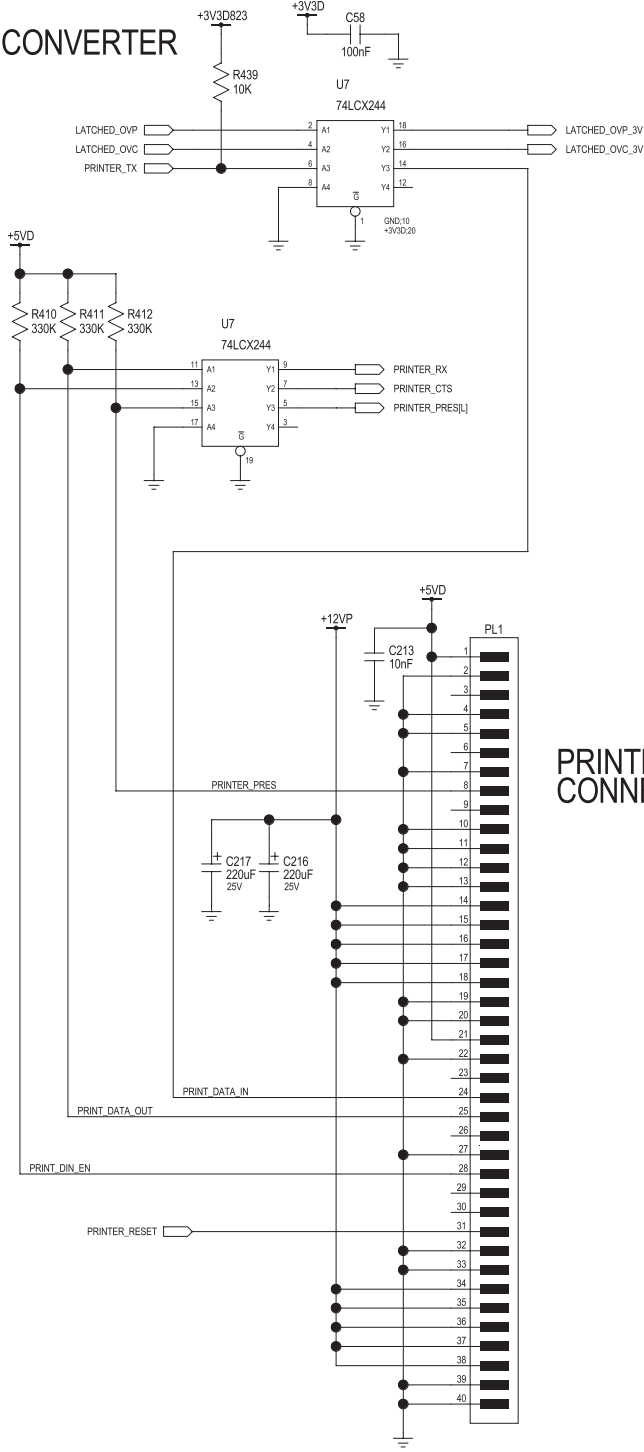 +3V3D823
+3V3D
C58
100nF
CONVERTER
R439
10K
U7
74LCX244
LATCHED_OVP
2
A1
Y1
18
LATCHED_OVP_3V
LATCHED_OVC
4
A2
Y2
16
LATCHED_OVC_3V
PRINTER_TX
6
A3
Y3
14
8
A4
Y4
12
G
1
GND;10
+3V3D;20
+5VD
R410
330K
R411
330K
R412
330K
U7
74LCX244
11
A1
Y1
9
PRINTER_RX
13
A2
Y2
7
PRINTER_CTS
15
A3
Y3
5
PRINTER_PRES[L]
17
A4
Y4
3
G
19
+5VD
+12VP
PL1
C213
10nF
1
2
3
4
5
6
7
PRINTER_PRES
8
PRINT
CONNE
9
10
11
12
13
C217
220uF
25V
C216
220uF
25V
14
15
16
17
18
19
20
21
22
23
PRINT_DATA_IN
24
PRINT_DATA_OUT
25
26
27
PRINT_DIN_EN
28
29
30
PRINTER_RESET
31
32
33
34
35
36
37
38
39
40